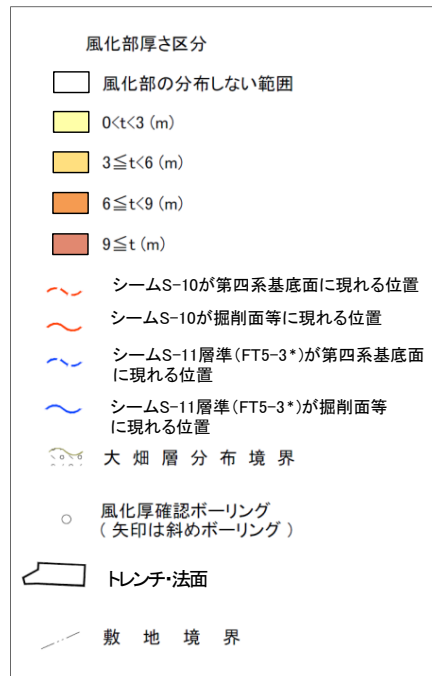 風化部厚さ区分
風化部の分布しない範囲
0<t<3 (m)
3≦t<6 (m)
6≦t<9 (m)
9≦t (m)
シームS-10が第四系基底面に現れる位置
シームS-10が掘削面等に現れる位置
シームS-11層準(FT5-3*)が第四系基底面
に現れる位置
シームS-11層準(FT5-3*)が掘削面等
に現れる位置
大畑層分布境界
風化厚確認ボーリング
( 矢印は斜めボーリング )
トレンチ・法面
敷地境界